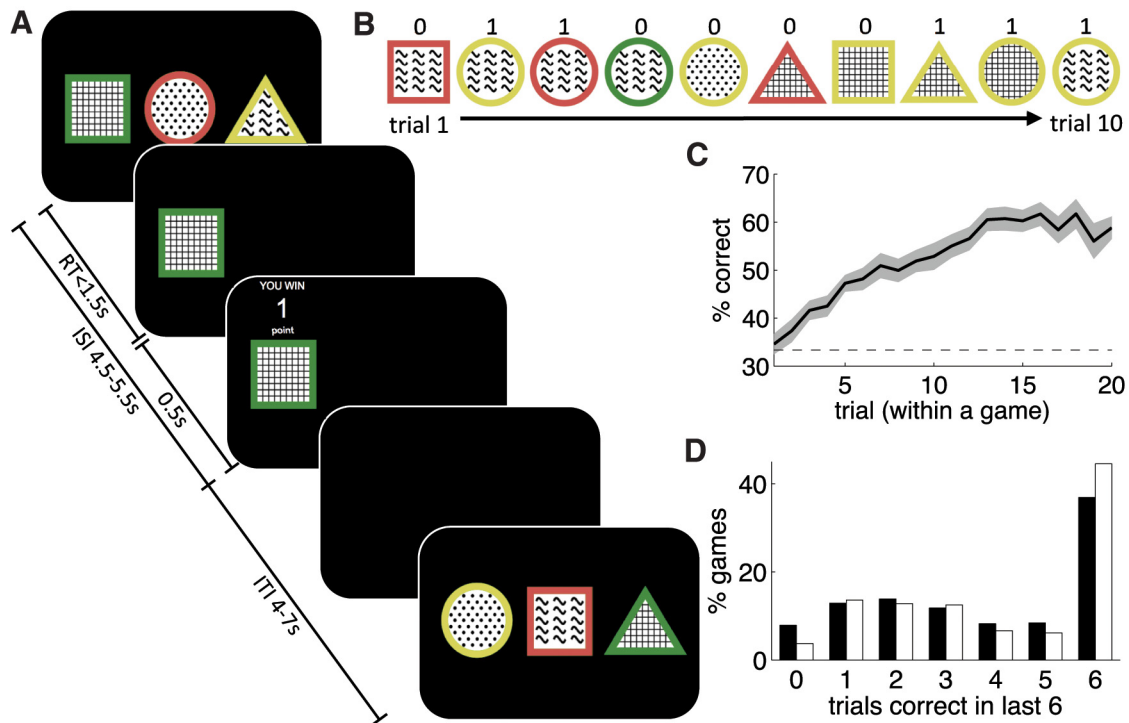 A
YOU WIN
1
point
RT<1.5s
0.5s
ISI 4.5-5.5s
ITI 4-7s
B
0 1 1 0 0 0 0 1 1 1
trial 1
trial 10
C
70
60
50
40
30
% correct
5 10 15 20
trial (within a game)
D
40
20
0
% games
0 1 2 3 4 5 6
trials correct in last 6